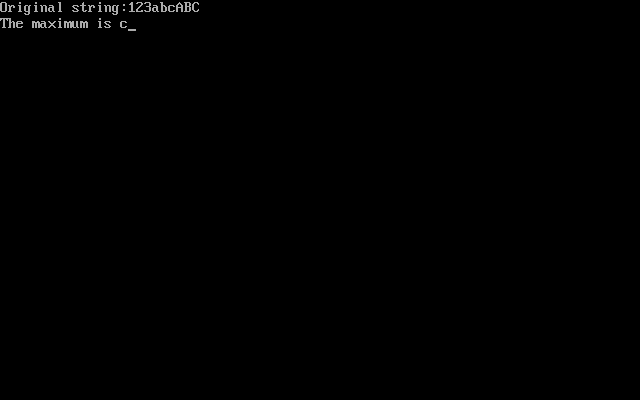 Original string:123abcABC
The maximum is c_